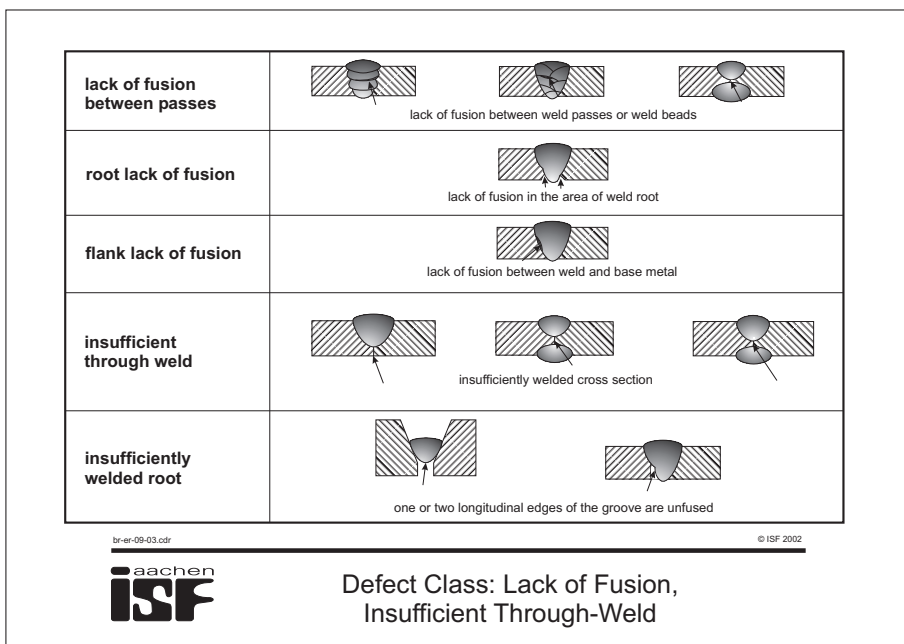 lack of fusion
between passes
lack of fusion between weld passes or weld beads
root lack of fusion
lack of fusion in the area of weld root
flank lack of fusion
lack of fusion between weld and base metal
insufficient
through weld
insufficiently welded cross section
insufficiently
welded root
one or two longitudinal edges of the groove are unfused
br-er-09-03.cdr
© ISF 2002
aachen
ISF
Defect Class: Lack of Fusion,
Insufficient Through-Weld